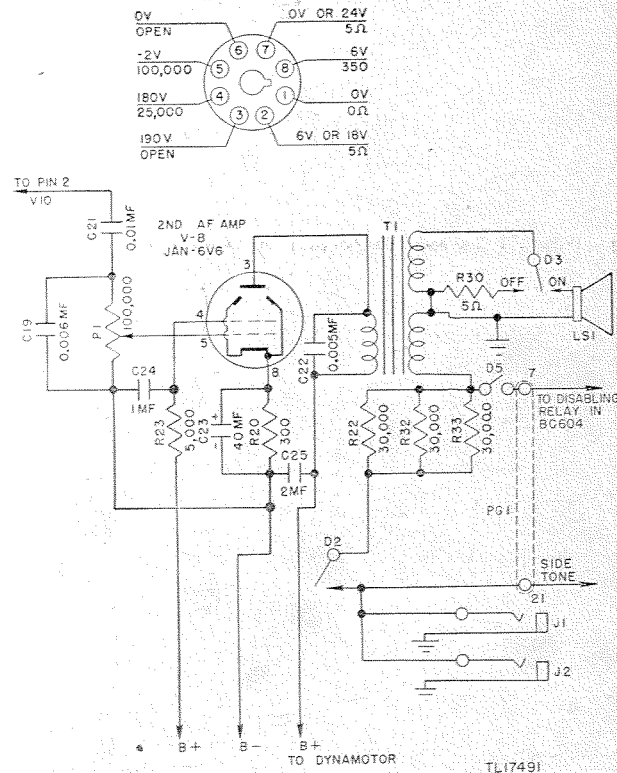 0V
OPEN
0V OR 24V
5Ω
6
7
-2V
100,000
5
8
6V
350
180V
25,000
4
1
0V
0Ω
3
2
190V
OPEN
6V OR 18V
5Ω
TO PIN 2
V10
C21
0.01MF
2ND AF AMP
V-8
JAN-6V6
T1
3
D3
R30
5Ω
OFF
ON
LS1
C19
0.006MF
P1
100,000
4
5
8
C22
0.005MF
C24
1MF
R23
5,000
C23
+
-
40MF
R20
300
C25
2MF
R22
30,000
R32
30,000
R33
30,000
D5
7
TO DISABLING
RELAY IN
BC604
PG1
D2
SIDE
TONE
21
J1
J2
B+
B-
B+
TO DYNAMOTOR
TL17491